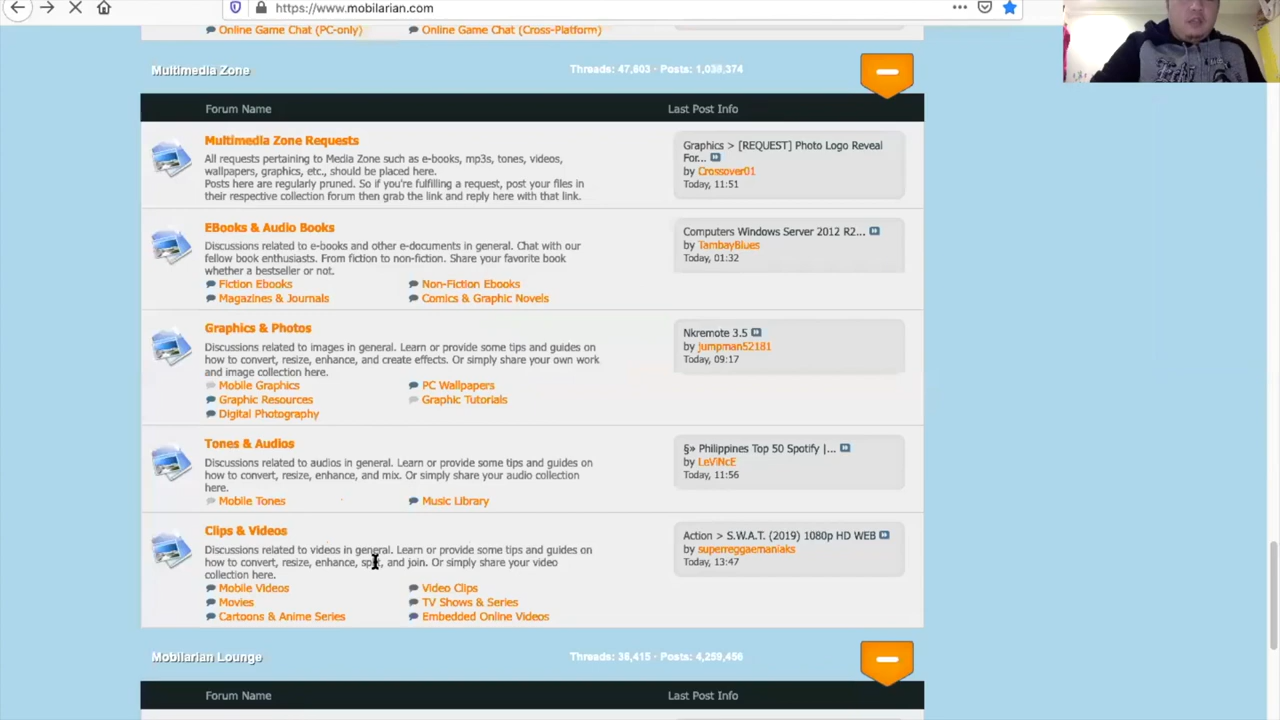 https://www.mobilarian.com
Online Game Chat (PC-only)
Online Game Chat (Cross-Platform)
Multimedia Zone
Threads: 47,603 · Posts: 1,038,374
Forum Name
Last Post Info
Multimedia Zone Requests
All requests pertaining to Media Zone such as e-books, mp3s, tones, videos,
wallpapers, graphics, etc., should be placed here.
Posts here are regularly pruned. So if you're fulfilling a request, post your files in
their respective collection forum then grab the link and reply here with that link.
Graphics > [REQUEST] Photo Logo Reveal
For...
by Crossover01
Today, 11:51
EBooks & Audio Books
Discussions related to e-books and other e-documents in general. Chat with our
fellow book enthusiasts. From fiction to non-fiction. Share your favorite book
whether a bestseller or not.
Fiction Ebooks
Non-Fiction Ebooks
Magazines & Journals
Comics & Graphic Novels
Computers Windows Server 2012 R2...
by TambayBlues
Today, 01:32
Graphics & Photos
Discussions related to images in general. Learn or provide some tips and guides on
how to convert, resize, enhance, and create effects. Or simply share your own work
and image collection here.
Mobile Graphics
PC Wallpapers
Graphic Resources
Graphic Tutorials
Digital Photography
Nkremote 3.5
by jumpman52181
Today, 09:17
Tones & Audios
Discussions related to audios in general. Learn or provide some tips and guides on
how to convert, resize, enhance, and mix. Or simply share your audio collection
here.
Mobile Tones
Music Library
§» Philippines Top 50 Spotify |...
by LeViNcE
Today, 11:56
Clips & Videos
Discussions related to videos in general. Learn or provide some tips and guides on
how to convert, resize, enhance, split, and join. Or simply share your video
collection here.
Mobile Videos
Video Clips
Movies
TV Shows & Series
Cartoons & Anime Series
Embedded Online Videos
Action > S.W.A.T. (2019) 1080p HD WEB
by superreggaemaniaks
Today, 13:47
Mobilarian Lounge
Threads: 38,415 · Posts: 4,259,456
Forum Name
Last Post Info